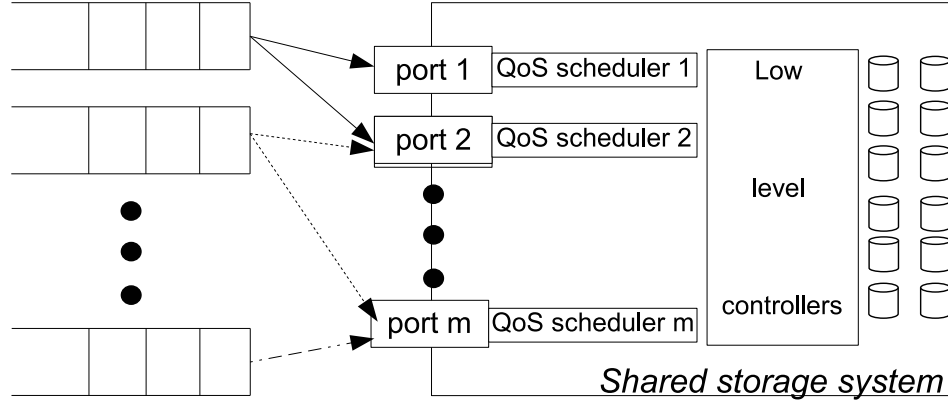 port 1
QoS scheduler 1
Low
port 2
QoS scheduler 2
level
port m
QoS scheduler m
controllers
Shared storage system